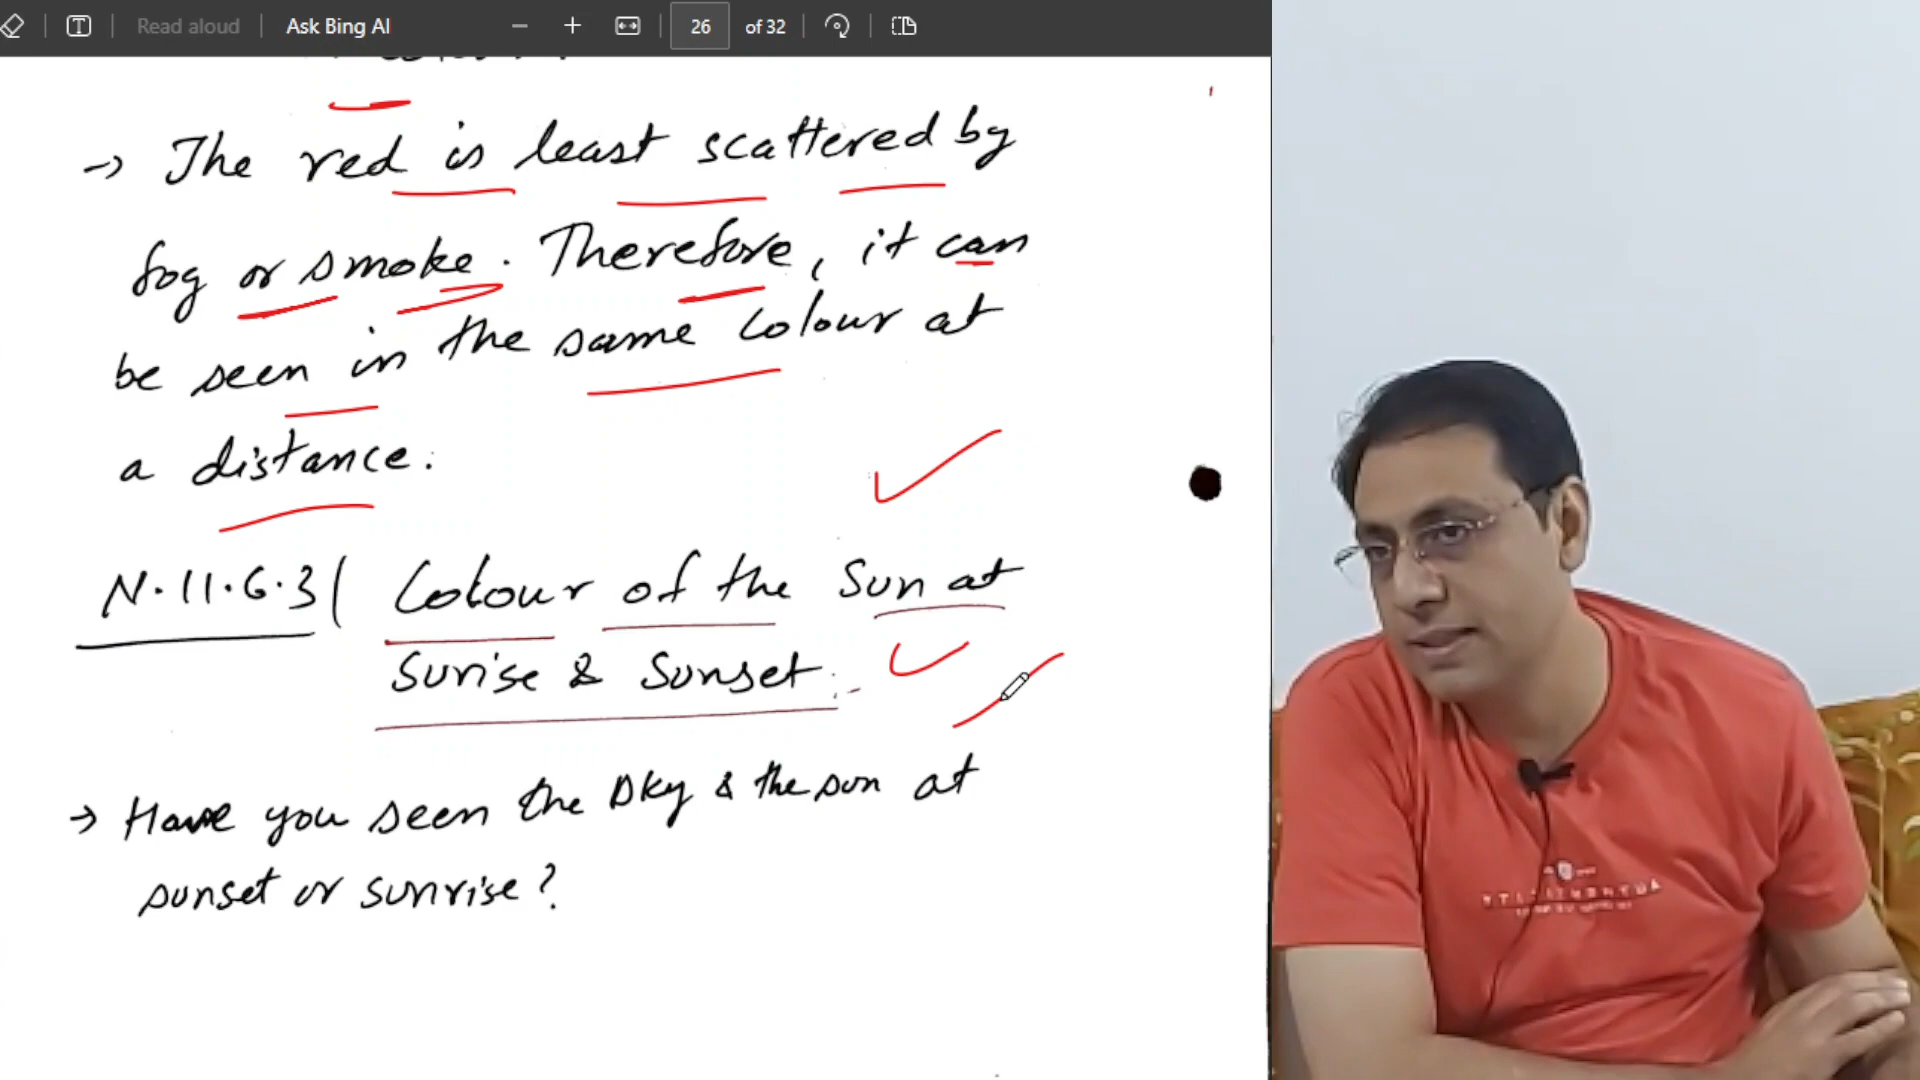 Read aloud Ask Bing AI 26 of 32
→ The red is least scattered by
fog or smoke. Therefore, it can
be seen in the same colour at
a distance.
N.11.6.3( Colour of the Sun at
Surise & Sunset.
→ Have you seen the sky & the sun at
sunset or sunrise?